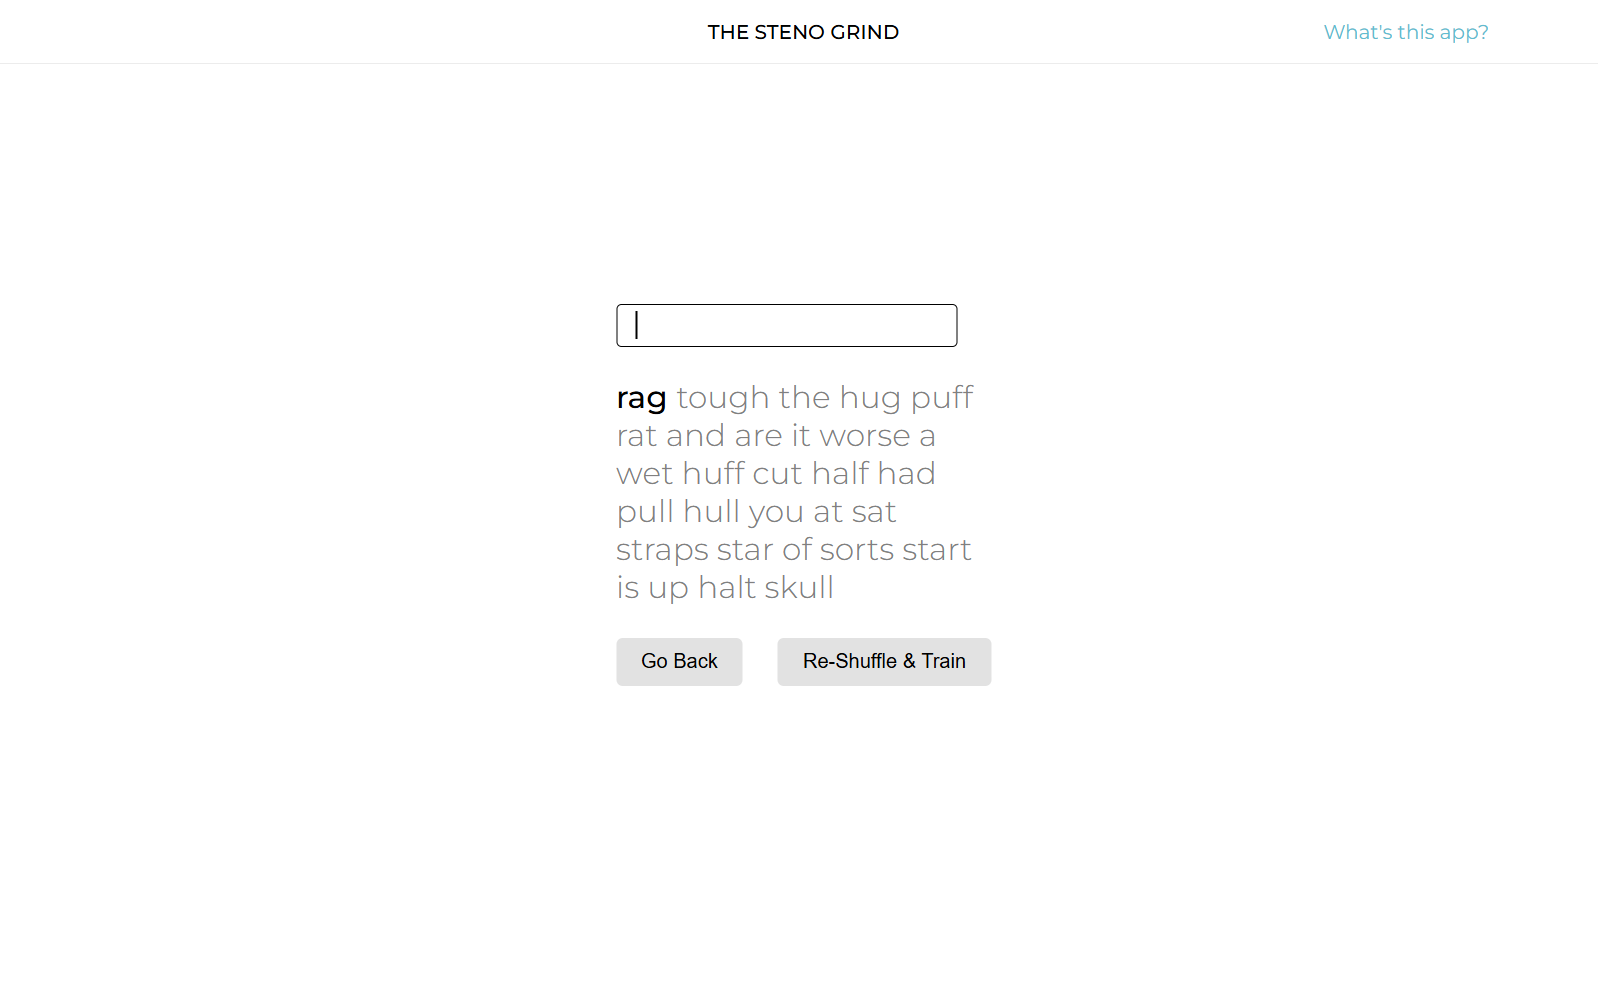 THE STENO GRIND
What's this app?
rag tough the hug puff
rat and are it worse a
wet huff cut half had
pull hull you at sat
straps star of sorts start
is up halt skull
Go Back
Re-Shuffle & Train